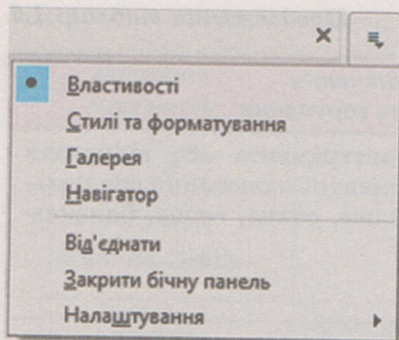 Властивості
Стилі та форматування
Галерея
Навігатор
Від'єднати
Закрити бічну панель
Налаштування